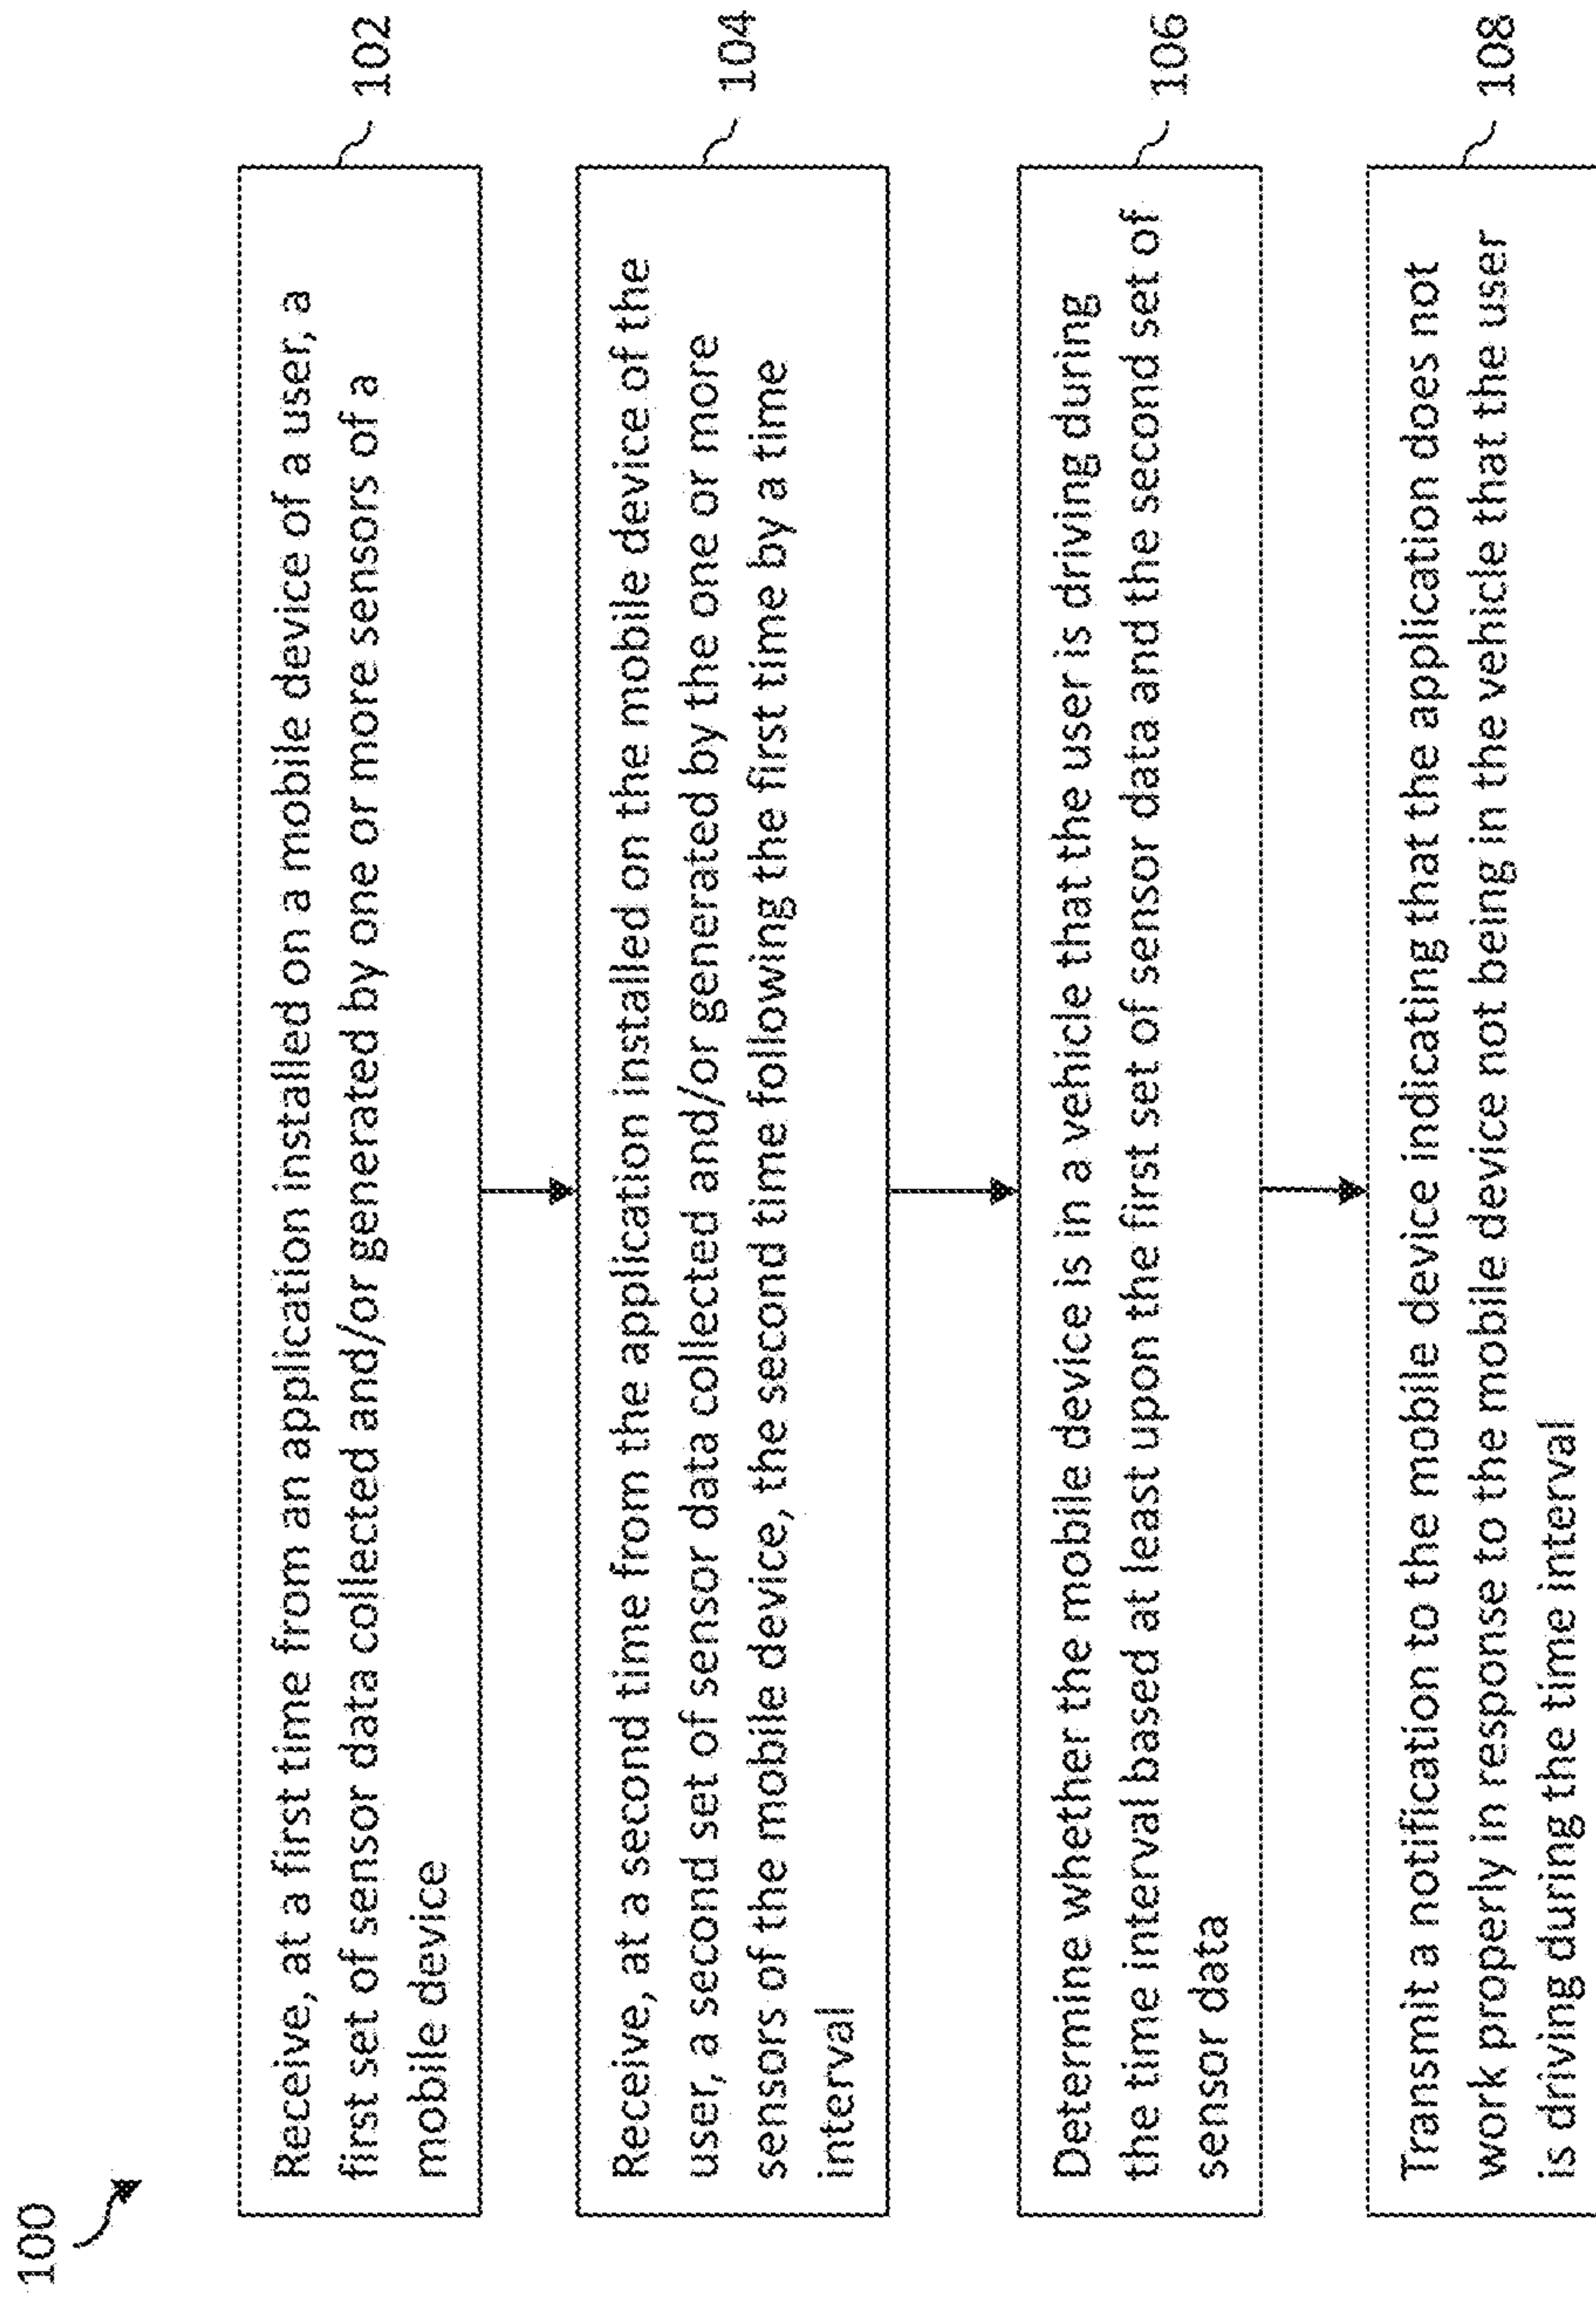 100
Receive, at a first time from an application installed on a mobile device of a user, a
first set of sensor data collected and/or generated by one or more sensors of a
mobile device
102
Receive, at a second time from the application installed on the mobile device of the
user, a second set of sensor data collected and/or generated by the one or more
sensors of the mobile device, the second time following the first time by a time
interval
104
Determine whether the mobile device is in a vehicle that the user is driving during
the time interval based at least upon the first set of sensor data and the second set of
sensor data
106
Transmit a notification to the mobile device indicating that the application does not
work properly in response to the mobile device not being in the vehicle that the user
is driving during the time interval
108